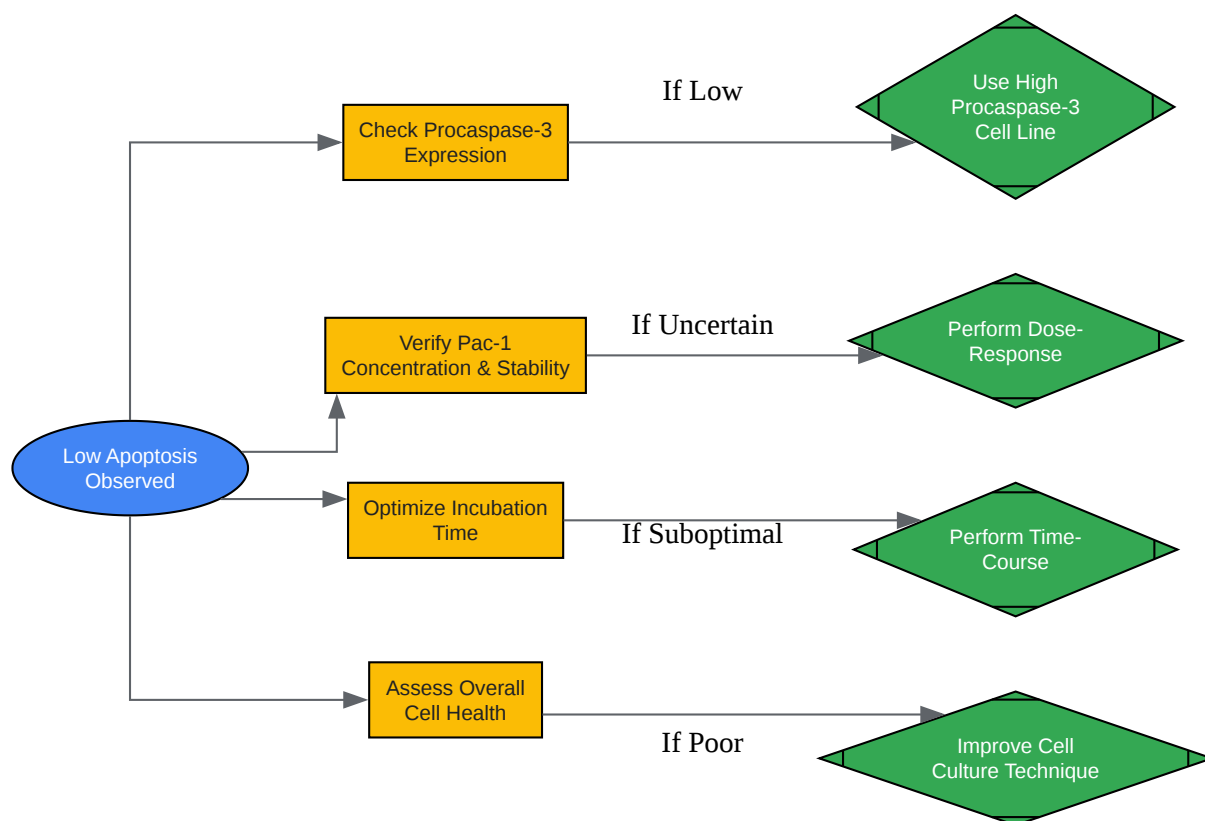 If Low
Use High
Procaspase-3
Cell Line
Check Procaspase-3
Expression
If Uncertain
Verify Pac-1
Concentration & Stability
Perform Dose-
Response
Low Apoptosis
Observed
Optimize Incubation
Time
If Suboptimal
Perform Time-
Course
Assess Overall
Cell Health
If Poor
Improve Cell
Culture Technique